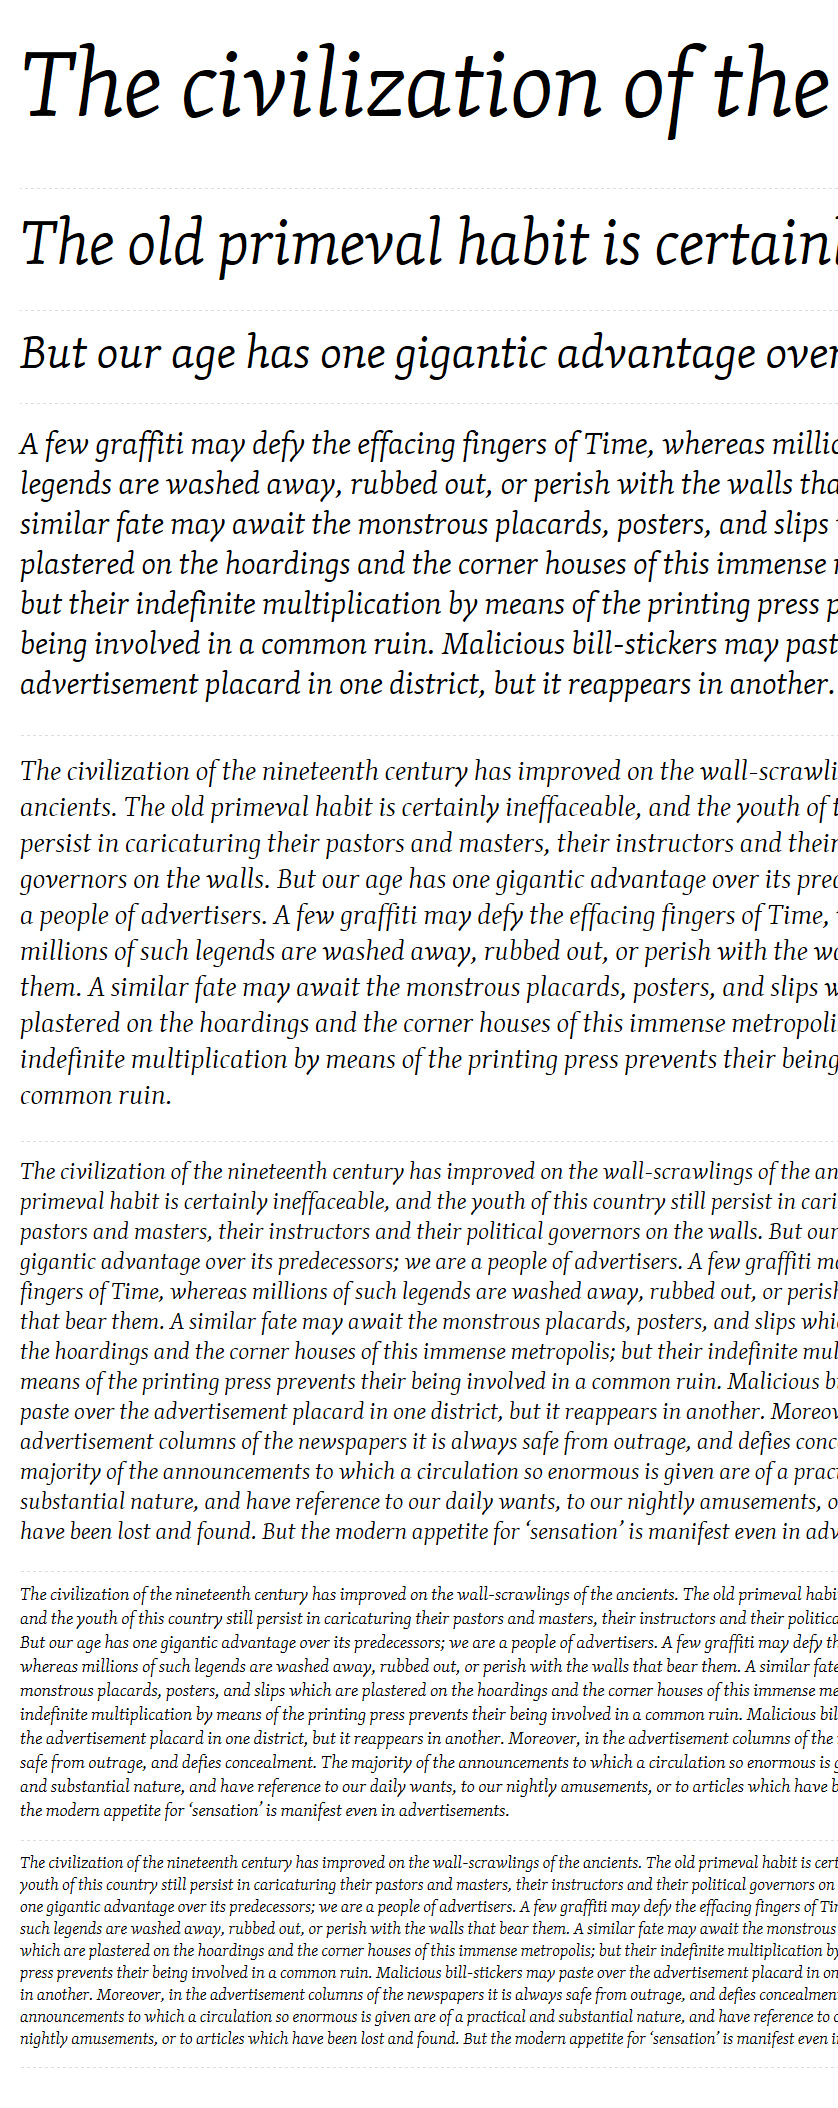 The civilization of the
The old primeval habit is certainl
But our age has one gigantic advantage over
A few graffiti may defy the effacing fingers of Time, whereas millio
legends are washed away, rubbed out, or perish with the walls tha
similar fate may await the monstrous placards, posters, and slips
plastered on the hoardings and the corner houses of this immense
but their indefinite multiplication by means of the printing press p
being involved in a common ruin. Malicious bill-stickers may past
advertisement placard in one district, but it reappears in another.
The civilization of the nineteenth century has improved on the wall-scrawli
ancients. The old primeval habit is certainly ineffaceable, and the youth of t
persist in caricaturing their pastors and masters, their instructors and their
governors on the walls. But our age has one gigantic advantage over its pred
a people of advertisers. A few graffiti may defy the effacing fingers of Time,
millions of such legends are washed away, rubbed out, or perish with the wa
them. A similar fate may await the monstrous placards, posters, and slips w
plastered on the hoardings and the corner houses of this immense metropoli
indefinite multiplication by means of the printing press prevents their being
common ruin.
The civilization of the nineteenth century has improved on the wall-scrawlings of the an
primeval habit is certainly ineffaceable, and the youth of this country still persist in cari
pastors and masters, their instructors and their political governors on the walls. But our
gigantic advantage over its predecessors; we are a people of advertisers. A few graffiti ma
fingers of Time, whereas millions of such legends are washed away, rubbed out, or perish
that bear them. A similar fate may await the monstrous placards, posters, and slips whic
the hoardings and the corner houses of this immense metropolis; but their indefinite mul
means of the printing press prevents their being involved in a common ruin. Malicious bi
paste over the advertisement placard in one district, but it reappears in another. Moreov
advertisement columns of the newspapers it is always safe from outrage, and defies conc
majority of the announcements to which a circulation so enormous is given are of a pract
substantial nature, and have reference to our daily wants, to our nightly amusements, o
have been lost and found. But the modern appetite for ‘sensation’ is manifest even in adv
The civilization of the nineteenth century has improved on the wall-scrawlings of the ancients. The old primeval habi
and the youth of this country still persist in caricaturing their pastors and masters, their instructors and their politica
But our age has one gigantic advantage over its predecessors; we are a people of advertisers. A few graffiti may defy th
whereas millions of such legends are washed away, rubbed out, or perish with the walls that bear them. A similar fate
monstrous placards, posters, and slips which are plastered on the hoardings and the corner houses of this immense me
indefinite multiplication by means of the printing press prevents their being involved in a common ruin. Malicious bil
the advertisement placard in one district, but it reappears in another. Moreover, in the advertisement columns of the
safe from outrage, and defies concealment. The majority of the announcements to which a circulation so enormous is g
and substantial nature, and have reference to our daily wants, to our nightly amusements, or to articles which have b
the modern appetite for ‘sensation’ is manifest even in advertisements.
The civilization of the nineteenth century has improved on the wall-scrawlings of the ancients. The old primeval habit is cert
youth of this country still persist in caricaturing their pastors and masters, their instructors and their political governors on
one gigantic advantage over its predecessors; we are a people of advertisers. A few graffiti may defy the effacing fingers of Tim
such legends are washed away, rubbed out, or perish with the walls that bear them. A similar fate may await the monstrous
which are plastered on the hoardings and the corner houses of this immense metropolis; but their indefinite multiplication by
press prevents their being involved in a common ruin. Malicious bill-stickers may paste over the advertisement placard in on
in another. Moreover, in the advertisement columns of the newspapers it is always safe from outrage, and defies concealmen
announcements to which a circulation so enormous is given are of a practical and substantial nature, and have reference to o
nightly amusements, or to articles which have been lost and found. But the modern appetite for ‘sensation’ is manifest even i